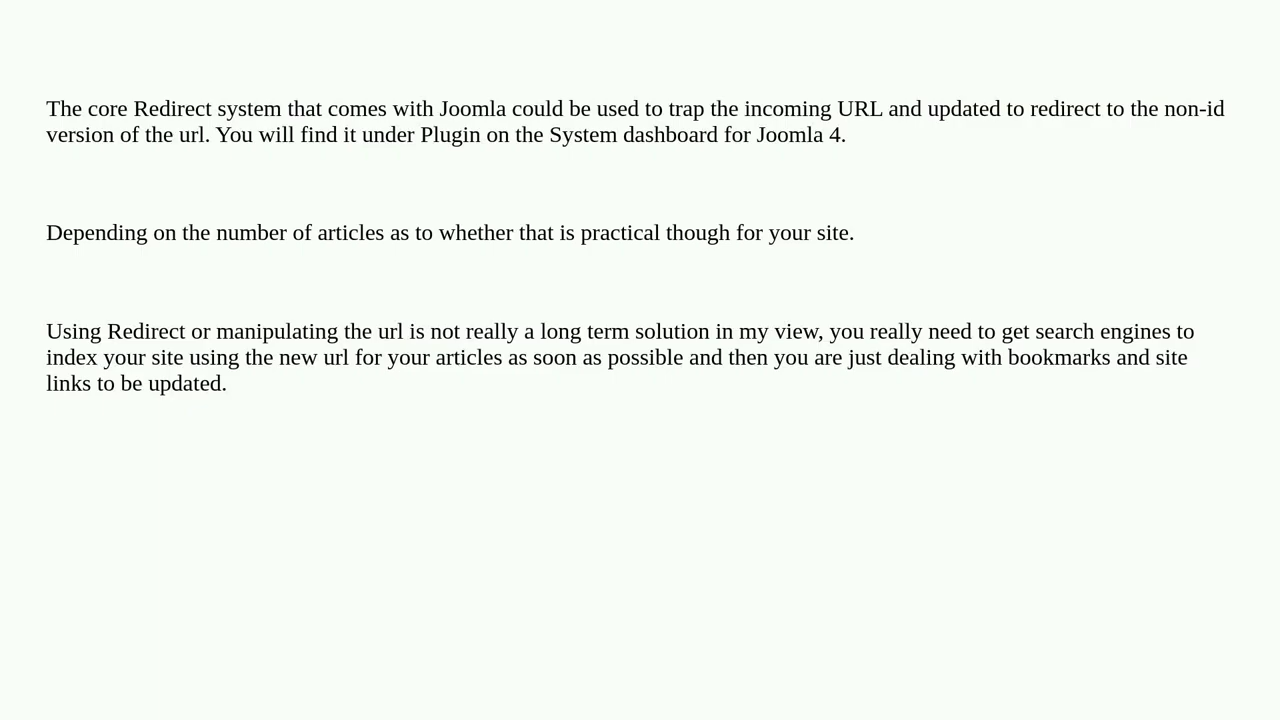 The core Redirect system that comes with Joomla could be used to trap the incoming URL and updated to redirect to the non-id
version of the url. You will find it under Plugin on the System dashboard for Joomla 4.
Depending on the number of articles as to whether that is practical though for your site.
Using Redirect or manipulating the url is not really a long term solution in my view, you really need to get search engines to
index your site using the new url for your articles as soon as possible and then you are just dealing with bookmarks and site
links to be updated.